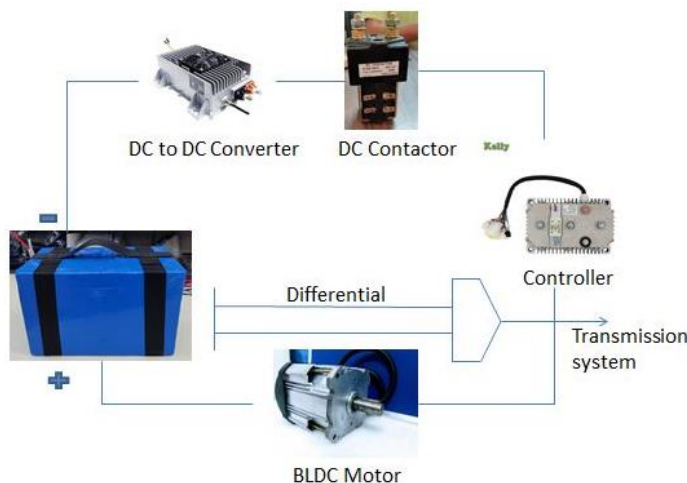 DC to DC Converter
DC Contactor
Kelly
Controller
Differential
Transmission
system
BLDC Motor